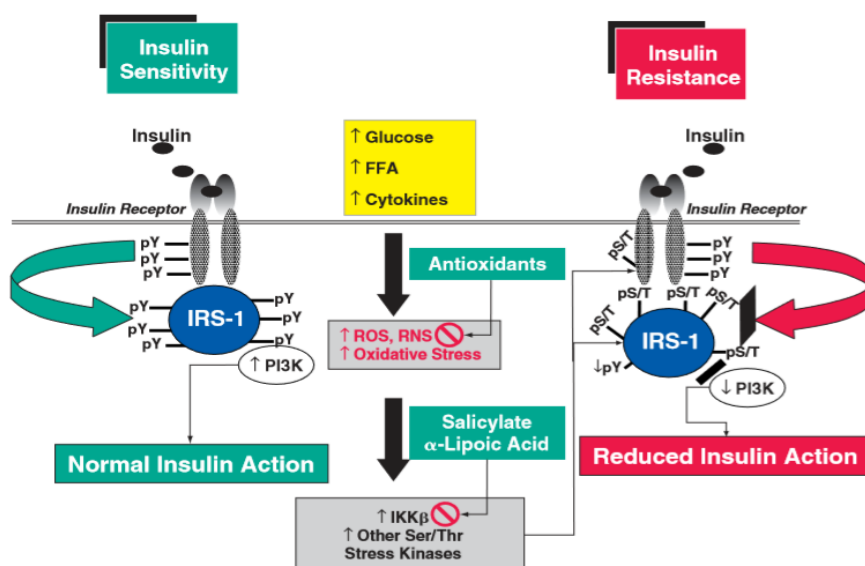 Insulin
Sensitivity
Insulin
Resistance
Insulin
Insulin
↑ Glucose
↑ FFA
↑ Cytokines
Insulin Receptor
Insulin Receptor
pY
pY
pY
pS/T
pY
pY
pY
Antioxidants
pY
pY
pY
IRS-1
pY
pY
pY
↑ PI3K
↑ ROS, RNS
↑ Oxidative Stress
pS/T
pS/T
pS/T
pS/T
IRS-1
pS/T
↓pY
↓ PI3K
Salicylate
α-Lipoic Acid
Normal Insulin Action
Reduced Insulin Action
↑ IKKβ
↑ Other Ser/Thr
Stress Kinases